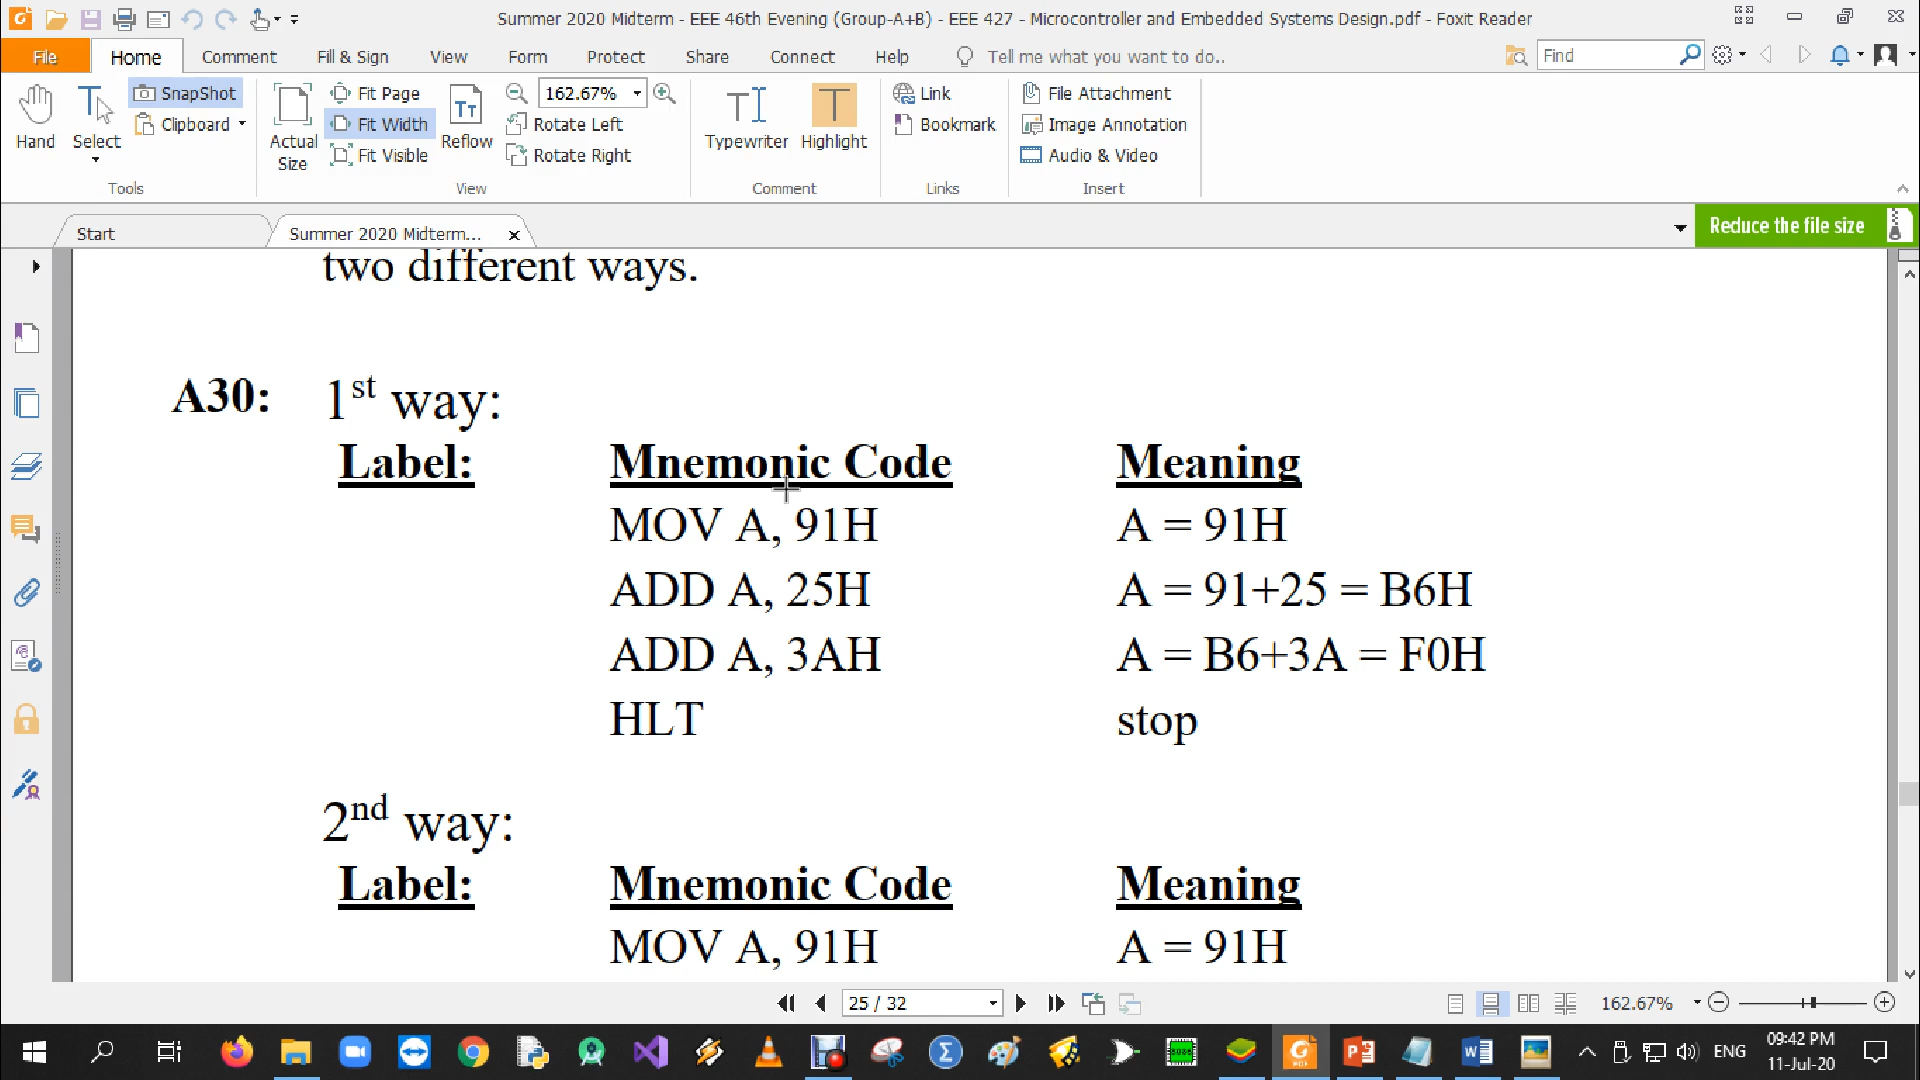 Summer 2020 Midterm - EEE 46th Evening (Group-A+B) - EEE 427 - Microcontroller and Embedded Systems Design.pdf - Foxit Reader
File Home Comment Fill & Sign View Form Protect Share Connect Help Tell me what you want to do.. Find
Hand
Select
SnapShot
Clipboard
Tools
Actual
Size
Fit Page
Fit Width
Fit Visible
Reflow
162.67%
Rotate Left
Rotate Right
View
Typewriter
Highlight
Comment
Link
Bookmark
Links
File Attachment
Image Annotation
Audio & Video
Insert
Start
Summer 2020 Midterm...
Reduce the file size
two different ways.
A30: 1st way:
Label: Mnemonic Code Meaning
MOV A, 91H A = 91H
ADD A, 25H A = 91+25 = B6H
ADD A, 3AH A = B6+3A = F0H
HLT stop
2nd way:
Label: Mnemonic Code Meaning
MOV A, 91H A = 91H
25 / 32
162.67%
ENG
09:42 PM
11-Jul-20